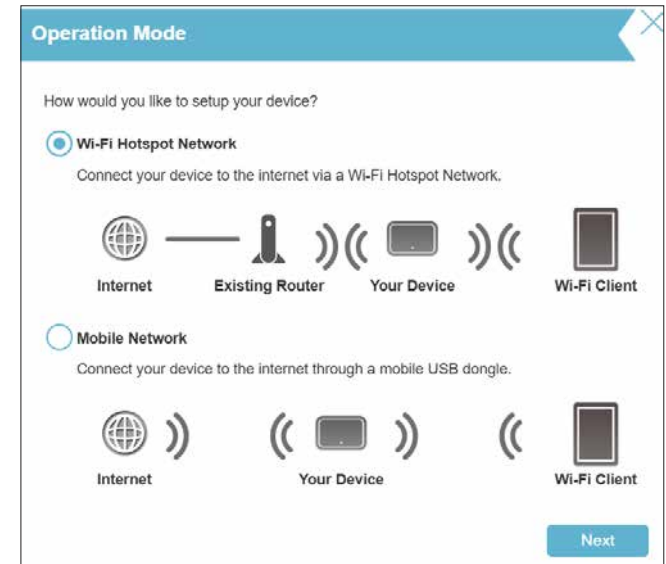 Operation Mode
How would you like to setup your device?
Wi-Fi Hotspot Network
Connect your device to the internet via a Wi-Fi Hotspot Network.
Internet Existing Router Your Device Wi-Fi Client
Mobile Network
Connect your device to the internet through a mobile USB dongle.
Internet Your Device Wi-Fi Client
Next